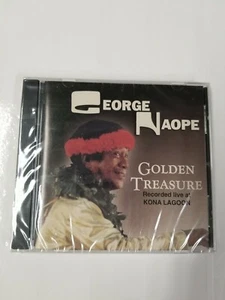 GEORGE
NAOPE
GOLDEN
TREASURE
Recorded live at
KONA LAGOON